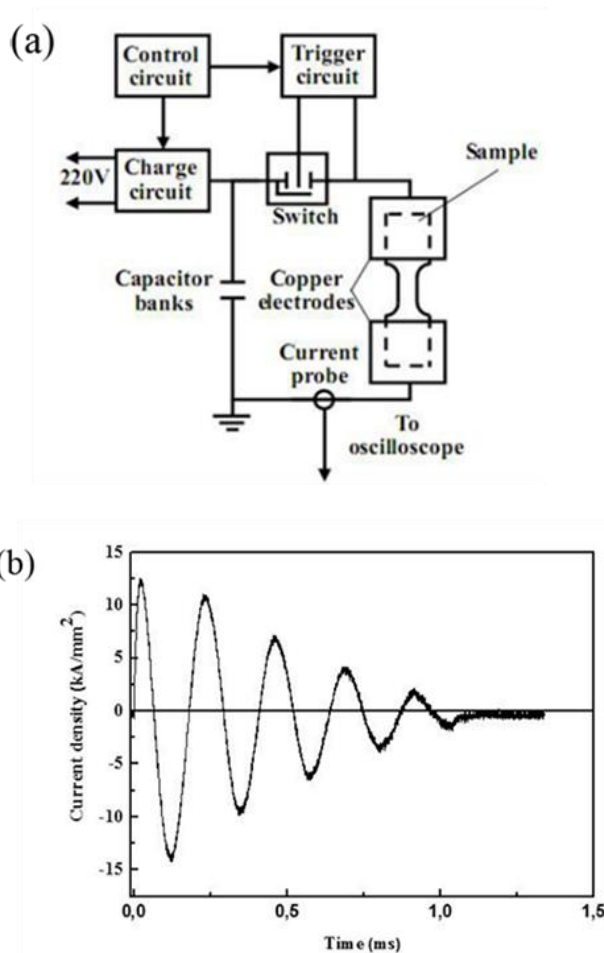 (a)
Control
circuit
Trigger
circuit
220V
Charge
circuit
Switch
Sample
Capacitor
banks
Copper
electrodes
Current
probe
To
oscilloscope
(b)
Current density (kA/mm²)
15
10
5
0
-5
-10
-15
0,0
0,5
1,0
1,5
Time (ms)